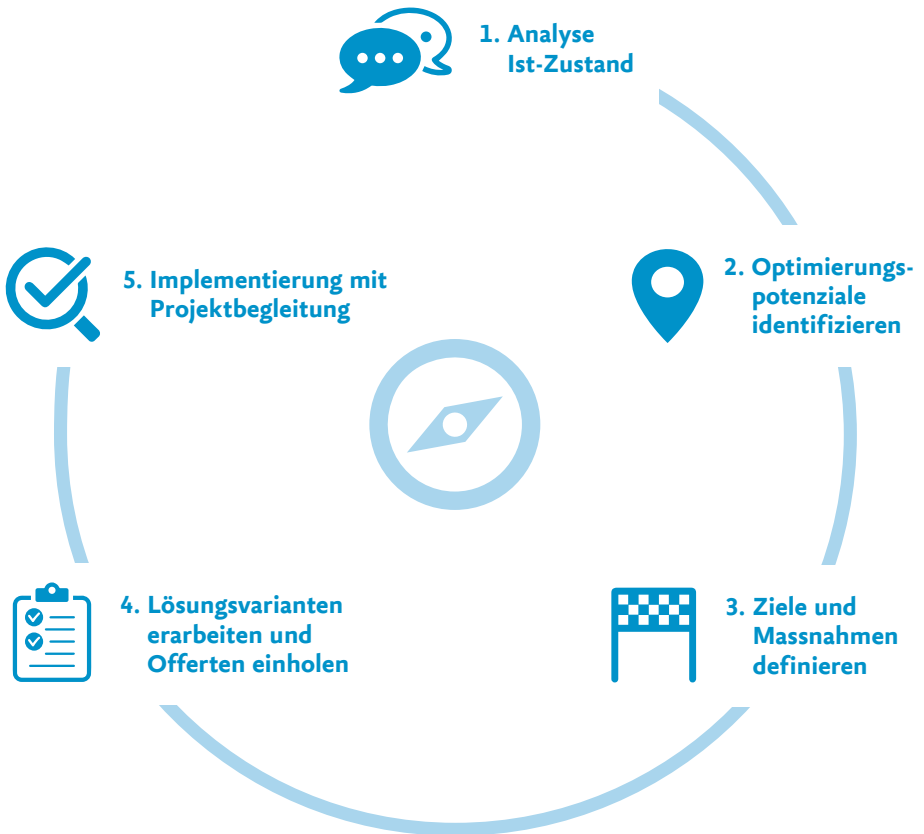 1. Analyse
Ist-Zustand
2. Optimierungs-
potenziale
identifizieren
3. Ziele und
Massnahmen
definieren
4. Lösungsvarianten
erarbeiten und
Offerten einholen
5. Implementierung mit
Projektbegleitung